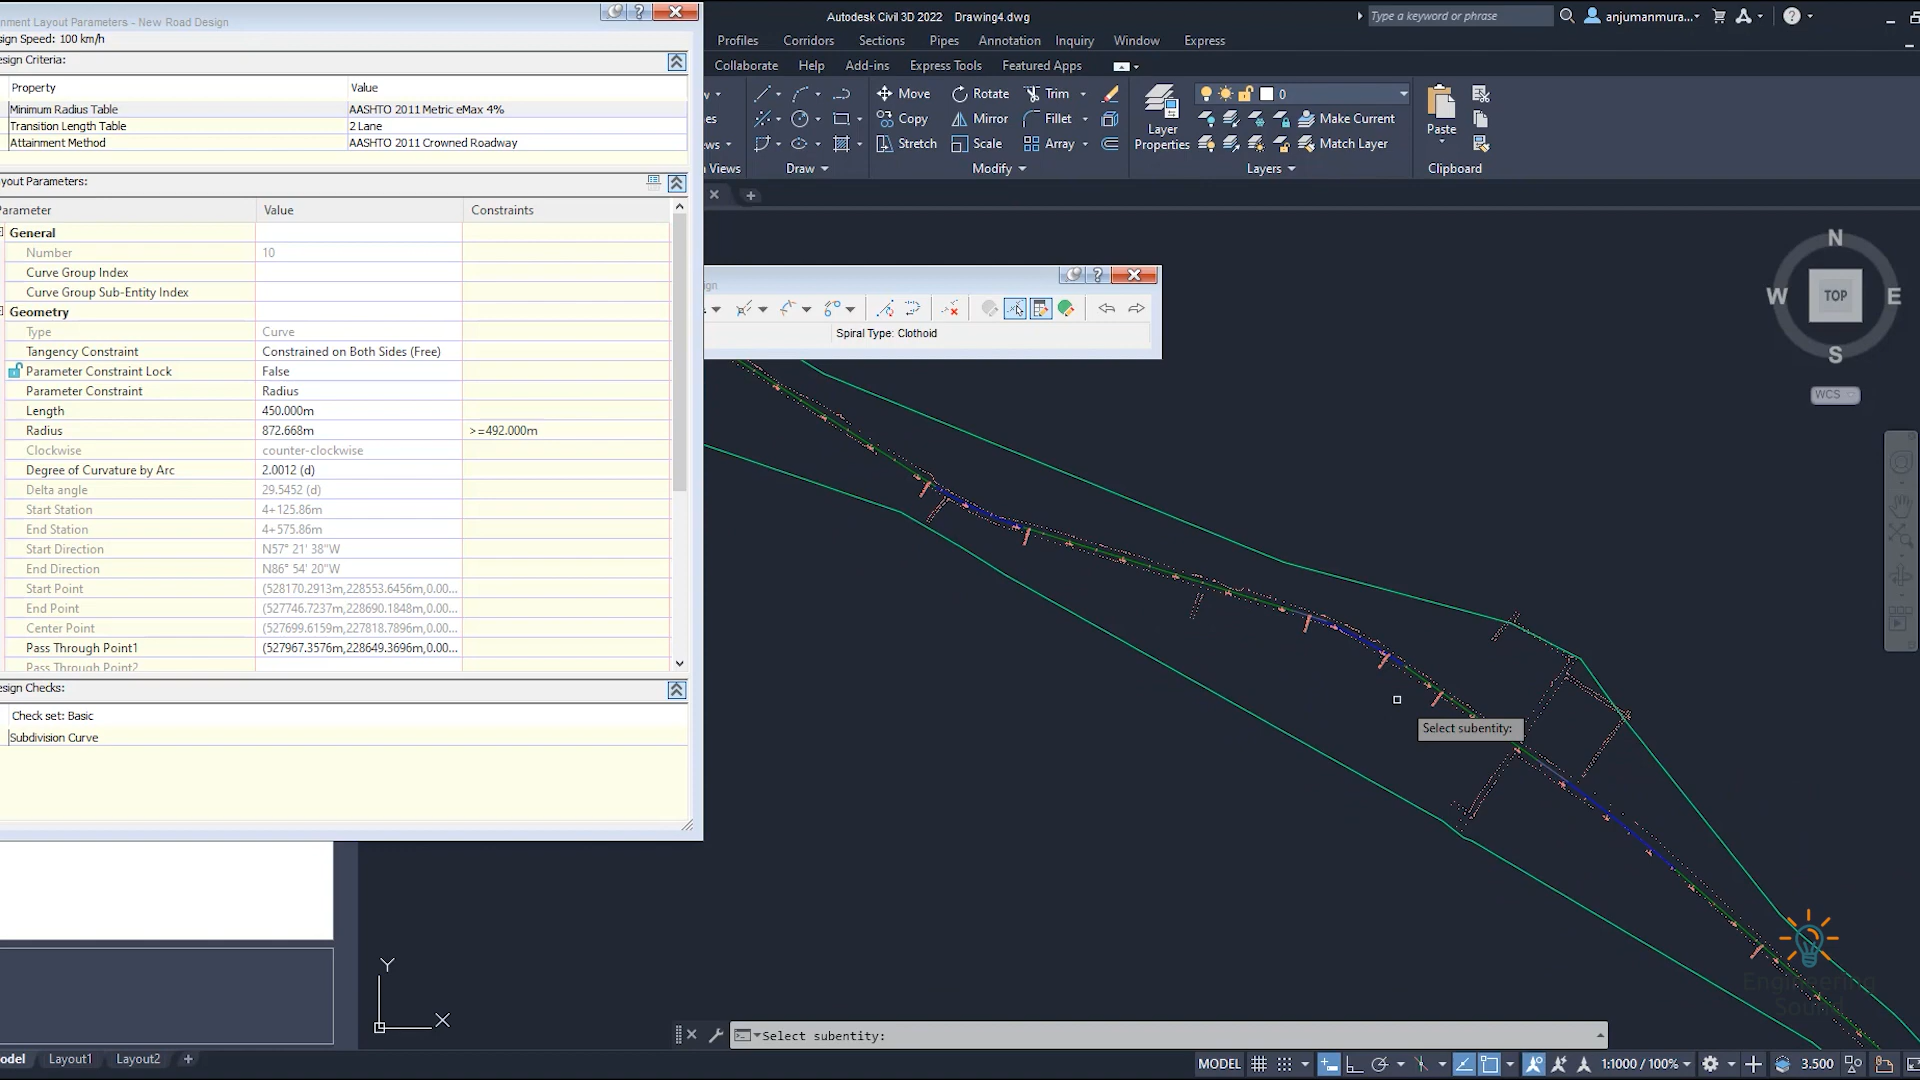 nment Layout Parameters - New Road Design
Autodesk Civil 3D 2022 Drawing4.dwg
Type a keyword or phrase
anjumanmura...
sign Speed: 100 km/h
esign Criteria:
Property Value
Minimum Radius Table AASHTO 2011 Metric eMax 4%
Transition Length Table 2 Lane
Attainment Method AASHTO 2011 Crowned Roadway
Profiles Corridors Sections Pipes Annotation Inquiry Window Express
Collaborate Help Add-ins Express Tools Featured Apps
Move Rotate Trim
Copy Mirror Fillet
Stretch Scale Array
Views Draw Modify
Layer Properties
0
Make Current
Match Layer
Layers
Paste
Clipboard
yout Parameters:
Parameter Value Constraints
General
Number 10
Curve Group Index
Curve Group Sub-Entity Index
Geometry
Type Curve
Tangency Constraint Constrained on Both Sides (Free)
Parameter Constraint Lock False
Parameter Constraint Radius
Length 450.000m
Radius 872.668m >=492.000m
Clockwise counter-clockwise
Degree of Curvature by Arc 2.0012 (d)
Delta angle 29.5452 (d)
Start Station 4+125.86m
End Station 4+575.86m
Start Direction N57° 21' 38"W
End Direction N86° 54' 20"W
Start Point (528170.2913m,228553.6456m,0.00...
End Point (527746.7237m,228690.1848m,0.00...
Center Point (527699.6159m,227818.7896m,0.00...
Pass Through Point1 (527967.3576m,228649.3696m,0.00...
Pass Through Point2
esign Checks:
Check set: Basic
Subdivision Curve
Spiral Type: Clothoid
N
W TOP E
S
WCS
Select subentity:
Engineering
Sound
Y
X
Select subentity:
odel Layout1 Layout2 +
MODEL 1:1000 / 100% 3.500